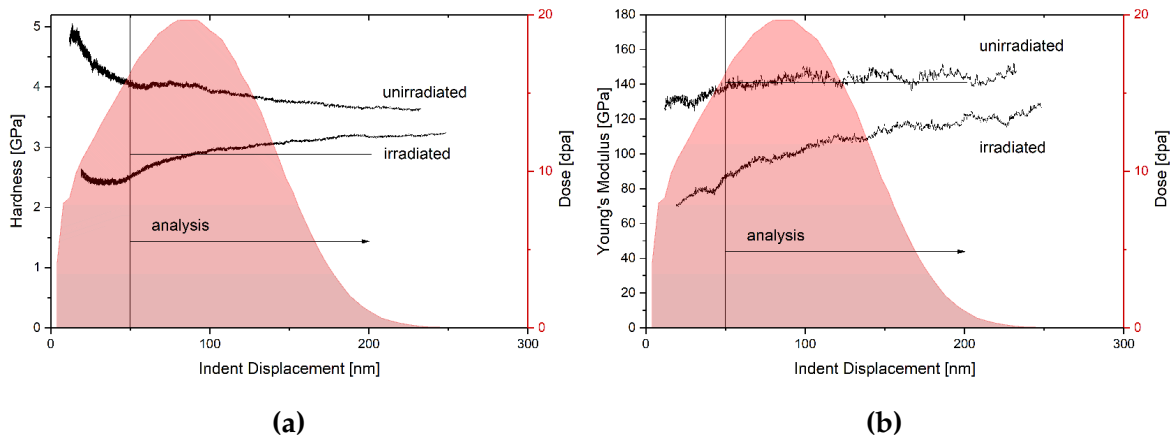 5
4
3
2
1
0
Hardness [GPa]
unirradiated
irradiated
analysis
20
10
0
Dose [dpa]
0 100 200 300
Indent Displacement [nm]
(a)
180
160
140
120
100
80
60
40
20
0
Young's Modulus [GPa]
unirradiated
irradiated
analysis
20
10
0
Dose [dpa]
0 100 200 300
Indent Displacement [nm]
(b)